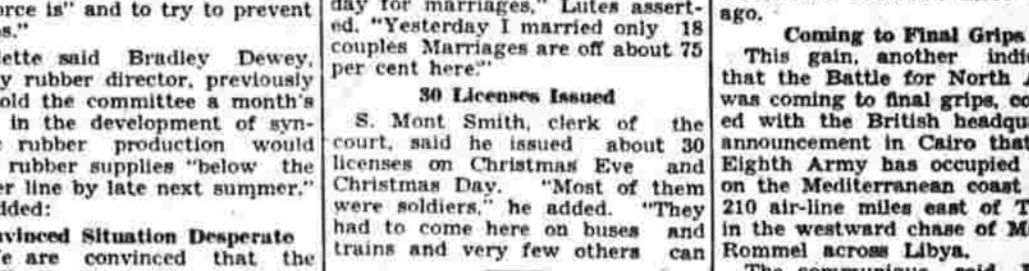 orce is" and to try to prevent
s."
lette said Bradley Dewey,
y rubber director, previously
old the committee a month's
in the development of syn-
rubber production would
rubber supplies "below the
er line by late next summer."
dded:
nvinced Situation Desperate
e are convinced that the
day for marriages," Lutes assert-
ed. "Yesterday I married only 18
couples Marriages are off about 75
per cent here."
30 Licenses Issued
S. Mont Smith, clerk of the
court, said he issued about 30
licenses on Christmas Eve and
Christmas Day. "Most of them
were soldiers," he added. "They
had to come here on buses and
trains and very few others can
ago.
Coming to Final Grips
This gain, another indi
that the Battle for North
was coming to final grips, co
ed with the British headqu
announcement in Cairo that
Eighth Army has occupied
on the Mediterranean coast
210 air-line miles east of T
in the westward chase of M
Rommel across Libya.
The communique said